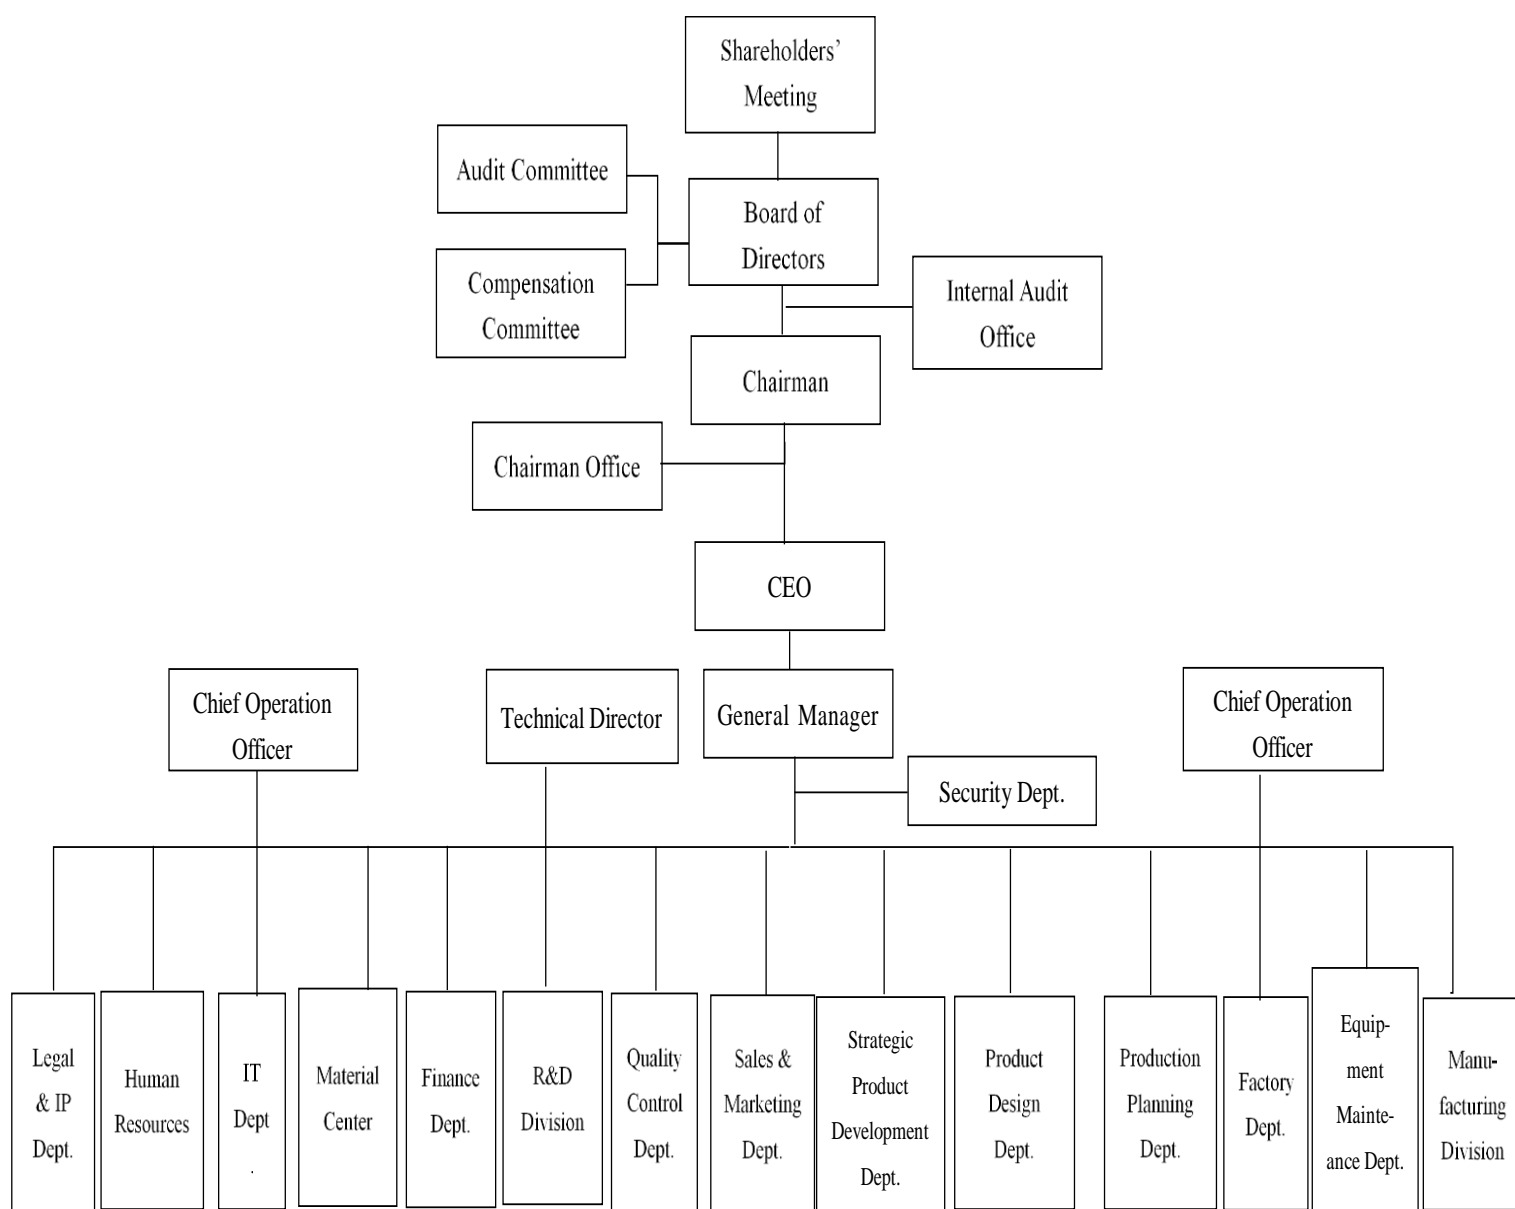 Shareholders’
Meeting
Audit Committee
Board of
Directors
Compensation
Committee
Internal Audit
Office
Chairman
Chairman Office
CEO
Chief Operation
Officer
Technical Director
General Manager
Chief Operation
Officer
Security Dept.
Legal
& IP
Dept.
Human
Resources
IT
Dept
.
Material
Center
Finance
Dept.
R&D
Division
Quality
Control
Dept.
Sales &
Marketing
Dept.
Strategic
Product
Development
Dept.
Product
Design
Dept.
Production
Planning
Dept.
Factory
Dept.
Equip-
ment
Mainte-
ance Dept.
Manu-
facturing
Division